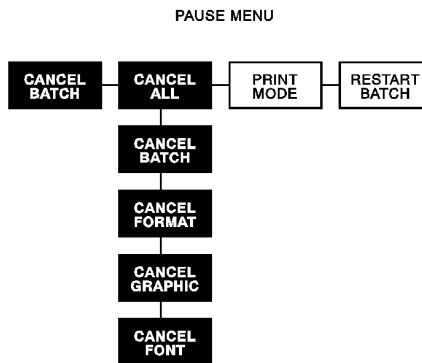 PAUSE MENU
CANCEL
BATCH
CANCEL
ALL
PRINT
MODE
RESTART
BATCH
CANCEL
BATCH
CANCEL
FORMAT
CANCEL
GRAPHIC
CANCEL
FONT